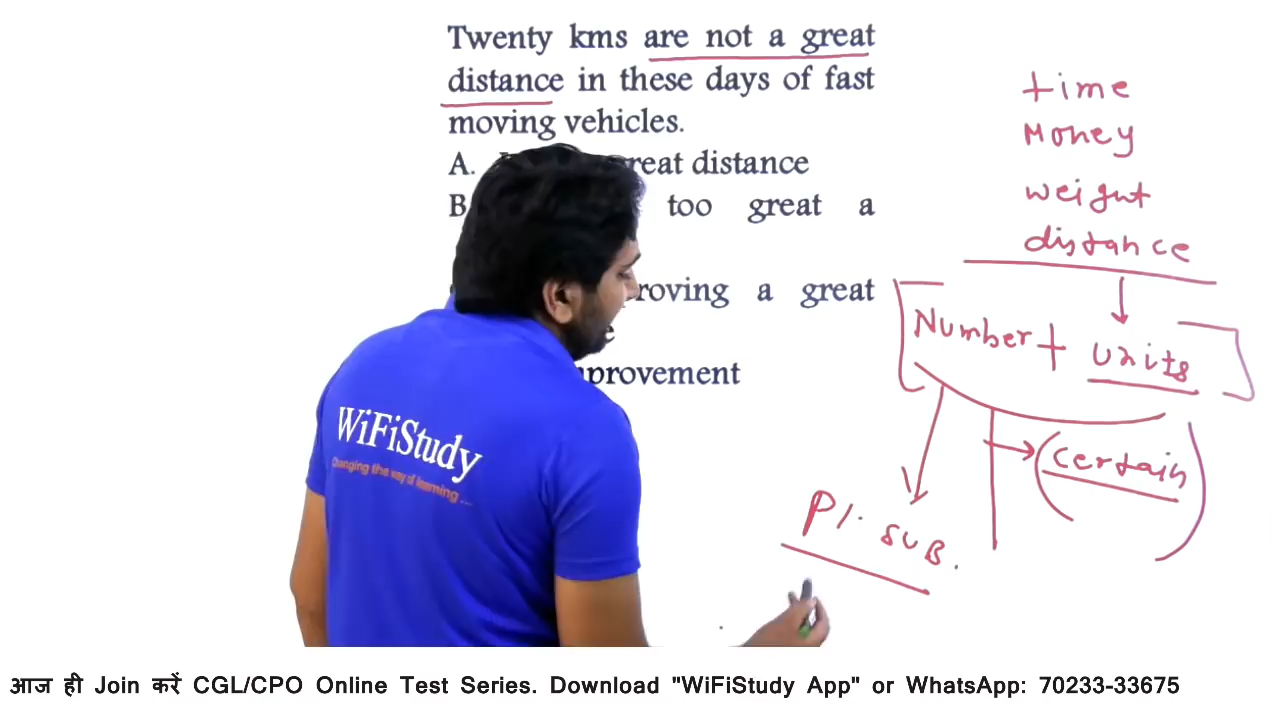 Twenty kms are not a great
distance in these days of fast
moving vehicles.
A. great distance
B too great a
roving a great
mprovement
time
Money
weight
distance
Number + units
certain
Pl. SUB.
WiFiStudy
Changing the way of learning ...
आज ही Join करें CGL/CPO Online Test Series. Download "WiFiStudy App" or WhatsApp: 70233-33675